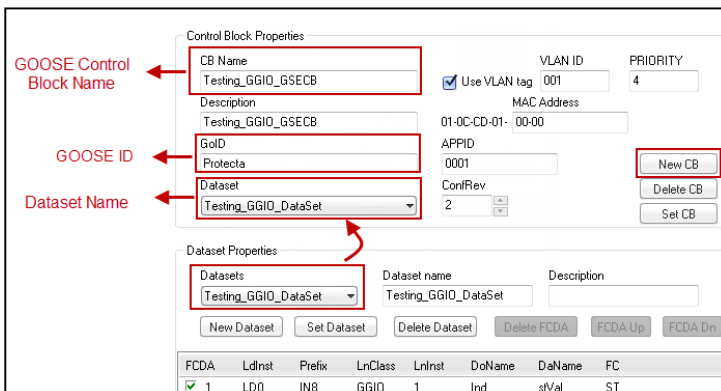 Control Block Properties
GOOSE Control
Block Name
CB Name
VLAN ID
PRIORITY
Testing_GGIO_GSECB
Use VLAN tag
001
4
Description
MAC Address
Testing_GGIO_GSECB
01-0C-CD-01-
00-00
GOOSE ID
GoID
APPID
Protecta
0001
New CB
Dataset Name
Dataset
ConfRev
Delete CB
Testing_GGIO_DataSet
2
Set CB
Dataset Properties
Datasets
Dataset name
Description
Testing_GGIO_DataSet
Testing_GGIO_DataSet
New Dataset
Set Dataset
Delete Dataset
Delete FCDA
FCDA Up
FCDA Dn
FCDA LdInst Prefix LnClass LnInst DoName DaName FC
1 LD0 IN8 GGIO 1 Ind stVal ST